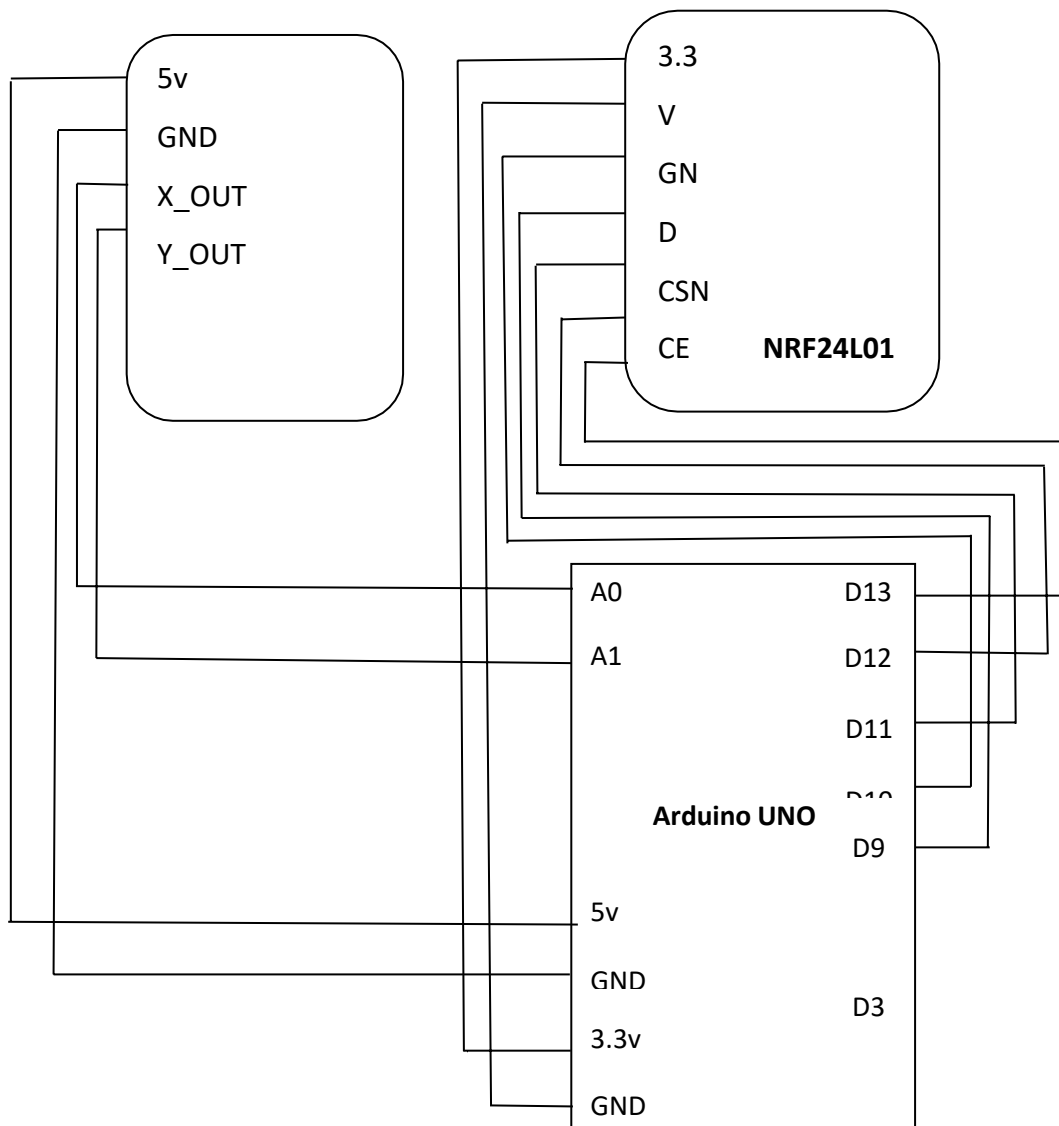 5v
GND
X_OUT
Y_OUT
3.3
V
GN
D
CSN
CE
NRF24L01
A0
A1
5v
GND
3.3v
GND
Arduino UNO
D13
D12
D11
D10
D9
D3